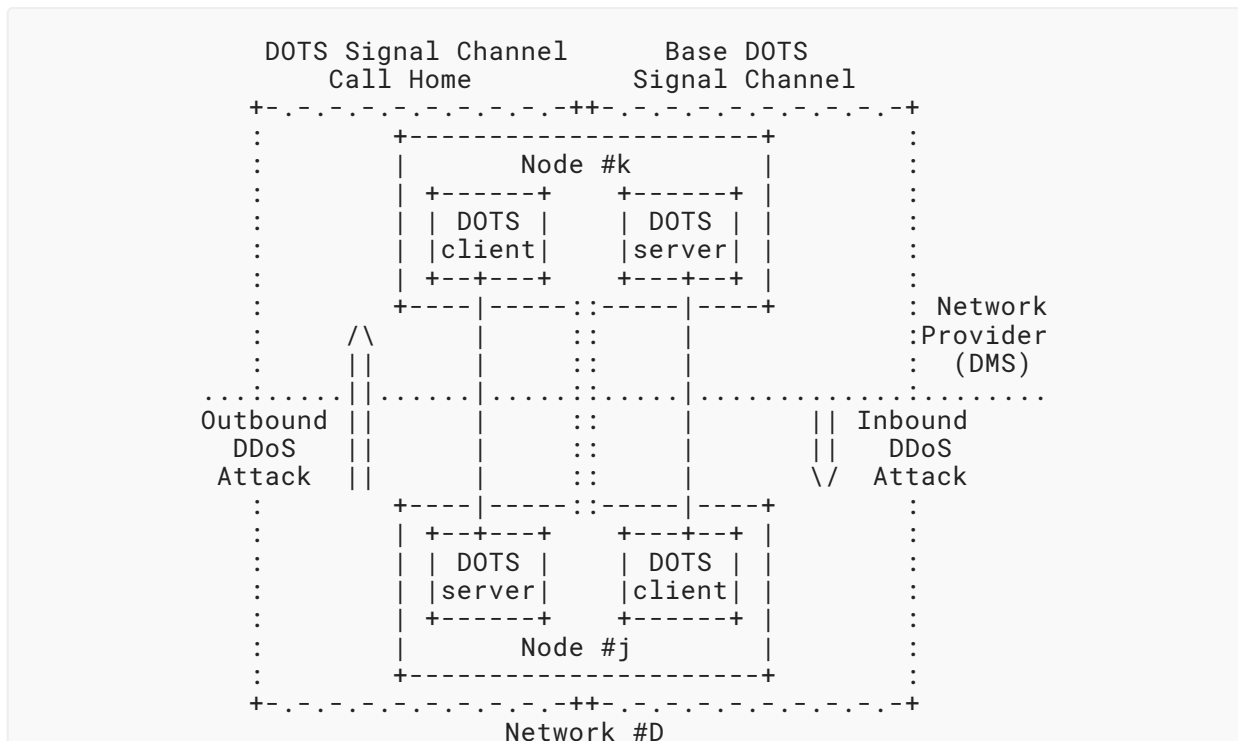 DOTS Signal Channel      Base DOTS
    Call Home          Signal Channel
+-.-.-.-.-.-.-.-.-.-++-.-.-.-.-.-.-.-.-.-+
:        +----------------------+         :
:        |       Node #k        |         :
:        | +------+    +------+ |         :
:        | | DOTS |    | DOTS | |         :
:        | |client|    |server| |         :
:        | +--+---+    +---+--+ |         :
:        +----|-----::-----|----+         : Network
:     /\      |     ::     |              :Provider
:     ||      |     ::     |              :  (DMS)
.........||......|.....::.....|.....................
Outbound ||      |     ::     |       || Inbound
  DDoS   ||      |     ::     |       ||   DDoS
 Attack  ||      |     ::     |       \/  Attack
:        +----|-----::-----|----+         :
:        | +--+---+    +---+--+ |         :
:        | | DOTS |    | DOTS | |         :
:        | |server|    |client| |         :
:        | +------+    +------+ |         :
:        |       Node #j        |         :
:        +----------------------+         :
+-.-.-.-.-.-.-.-.-.-++-.-.-.-.-.-.-.-.-.-+
Network #D